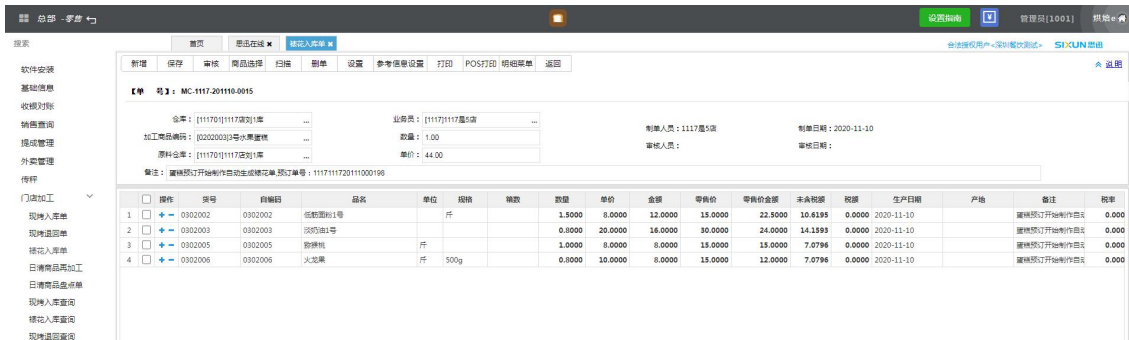 总部 -零售
设置指南 ¥ 管理员[1001] 烘焙e
搜索 首页 思迅在线 × 裱花入库单 × 合法授权用户<深圳餐饮测试> SIXUN思迅
新增 保存 审核 商品选择 扫描 删单 设置 参考信息设置 打印 POS打印 明细菜单 返回 说明
软件安装
基础信息
收银对账
销售查询
提成管理
外卖管理
传秤
门店加工
现烤入库单
现烤退回单
裱花入库单
日清商品再加工
日清商品盘点单
现烤入库查询
裱花入库查询
现烤退回查询
【单 号】: MC-1117-201110-0015
仓库: [111701]1117店刘1库 ... 业务员: [1117]1117是5店 ... 制单人员:1117是5店 制单日期:2020-11-10
加工商品编码: [0202003]3号水果蛋糕 ... 数量: 1.00 审核人员: 审核日期:
原料仓库: [111701]1117店刘1库 ... 单价: 44.00
备注: 蛋糕预订开始制作自动生成裱花单,预订单号:1117111720111000198
操作 货号 自编码 品名 单位 规格 箱数 数量 单价 金额 零售价 零售价金额 未含税额 税额 生产日期 产地 备注 税率
1 + - 0302002 0302002 低筋面粉1号 斤 1.5000 8.0000 12.0000 15.0000 22.5000 10.6195 0.0000 2020-11-10 蛋糕预订开始制作自动 0.000
2 + - 0302003 0302003 淡奶油1号 0.8000 20.0000 16.0000 30.0000 24.0000 14.1593 0.0000 2020-11-10 蛋糕预订开始制作自动 0.000
3 + - 0302005 0302005 猕猴桃 斤 1.0000 8.0000 8.0000 15.0000 15.0000 7.0796 0.0000 2020-11-10 蛋糕预订开始制作自动 0.000
4 + - 0302006 0302006 火龙果 斤 500g 0.8000 10.0000 8.0000 15.0000 12.0000 7.0796 0.0000 2020-11-10 蛋糕预订开始制作自动 0.000